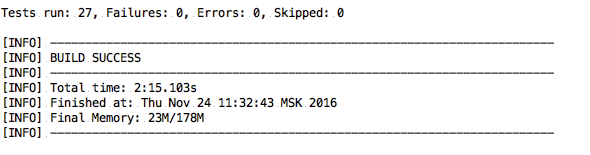 Tests run: 27, Failures: 0, Errors: 0, Skipped: 0
[INFO] ------------------------------------------------------------------------
[INFO] BUILD SUCCESS
[INFO] ------------------------------------------------------------------------
[INFO] Total time: 2:15.103s
[INFO] Finished at: Thu Nov 24 11:32:43 MSK 2016
[INFO] Final Memory: 23M/178M
[INFO] ------------------------------------------------------------------------